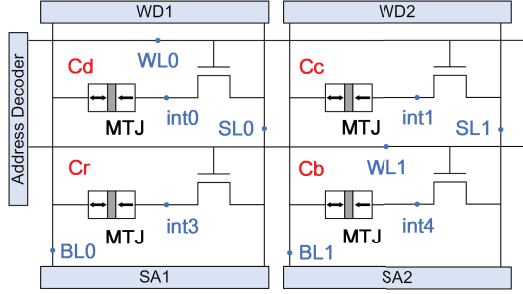 WD1
WD2
Address Decoder
Cd
WL0
Cc
MTJ
int0
SL0
MTJ
int1
SL1
Cr
Cb
WL1
MTJ
int3
MTJ
int4
BL0
BL1
SA1
SA2